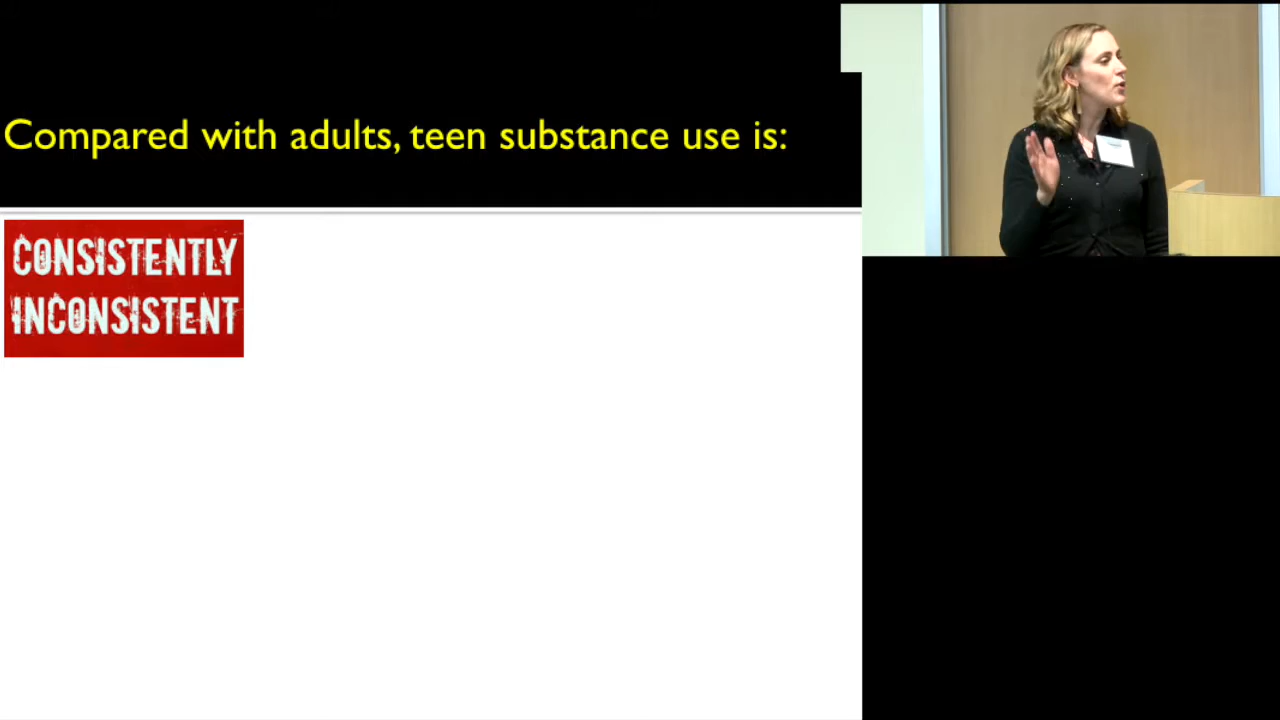 Compared with adults, teen substance use is:
CONSISTENTLY
INCONSISTENT